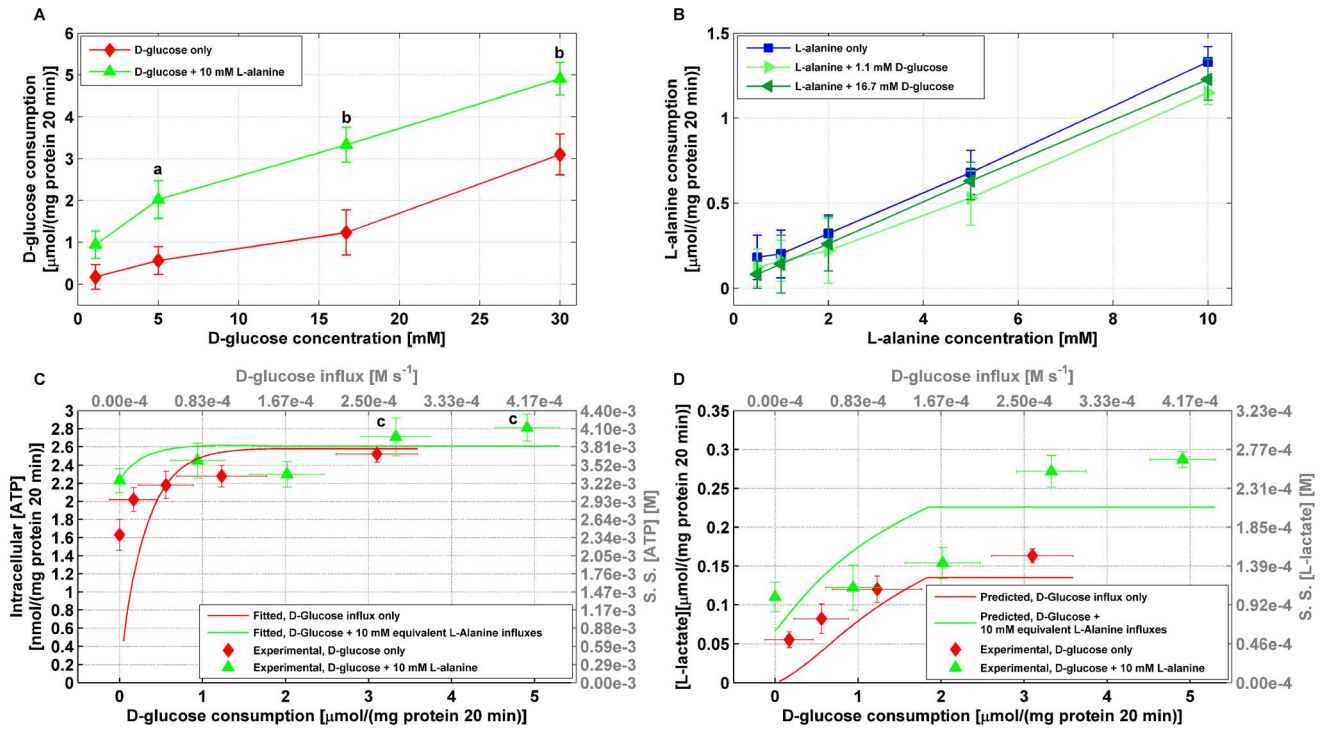 A
D-glucose consumption
[μmol/(mg protein 20 min)]
6
5
4
3
2
1
0
D-glucose only
D-glucose + 10 mM L-alanine
a
b
b
0 5 10 15 20 25 30
D-glucose concentration [mM]
B
L-alanine consumption
[μmol/(mg protein 20 min)]
1.5
1
0.5
0
L-alanine only
L-alanine + 1.1 mM D-glucose
L-alanine + 16.7 mM D-glucose
0 2 4 6 8 10
L-alanine concentration [mM]
C
D-glucose influx [M s⁻¹]
0.00e-4 0.83e-4 1.67e-4 2.50e-4 3.33e-4 4.17e-4
Intracellular [ATP]
[nmol/(mg protein 20 min)]
3
2.8
2.6
2.4
2.2
2
1.8
1.6
1.4
1.2
1
0.8
0.6
0.4
0.2
0
c
c
4.40e-3
4.10e-3
3.81e-3
3.52e-3
3.22e-3
2.93e-3
2.64e-3
2.34e-3
2.05e-3
1.76e-3
1.47e-3
1.17e-3
0.88e-3
0.59e-3
0.29e-3
0.00e-3
S. S. [ATP] [M]
Fitted, D-Glucose influx only
Fitted, D-Glucose + 10 mM equivalent L-Alanine influxes
Experimental, D-glucose only
Experimental, D-glucose + 10 mM L-alanine
0 1 2 3 4 5
D-glucose consumption [μmol/(mg protein 20 min)]
D
D-glucose influx [M s⁻¹]
0.00e-4 0.83e-4 1.67e-4 2.50e-4 3.33e-4 4.17e-4
[L-lactate][μmol/(mg protein 20 min)]
0.35
0.3
0.25
0.2
0.15
0.1
0.05
0
3.23e-4
2.77e-4
2.31e-4
1.85e-4
1.39e-4
0.92e-4
0.46e-4
0.00e-4
S. S. [L-lactate] [M]
Predicted, D-Glucose influx only
Predicted, D-Glucose +
10 mM equivalent L-Alanine influxes
Experimental, D-glucose only
Experimental, D-glucose + 10 mM L-alanine
0 1 2 3 4 5
D-glucose consumption [μmol/(mg protein 20 min)]